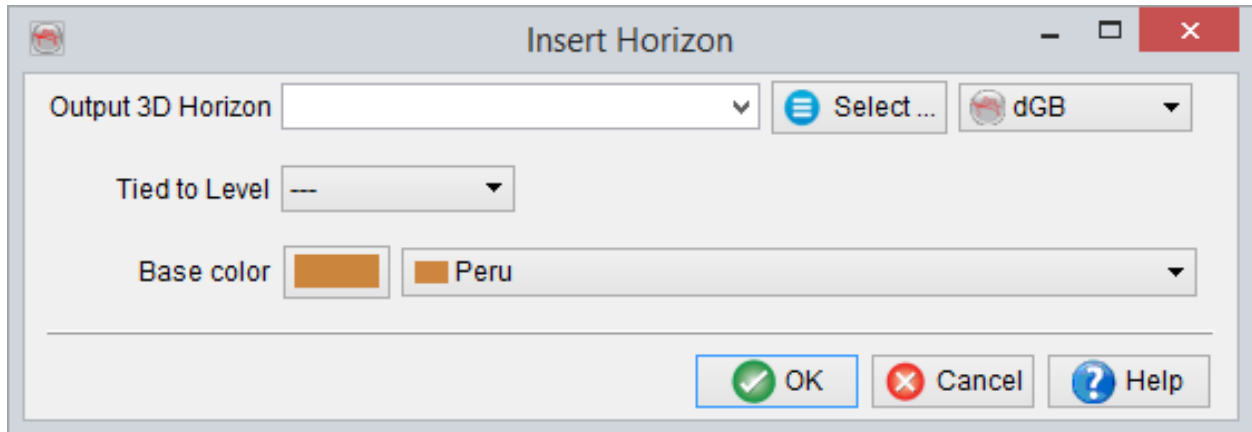 Insert Horizon
Output 3D Horizon Select ... dGB
Tied to Level ---
Base color Peru
OK Cancel Help